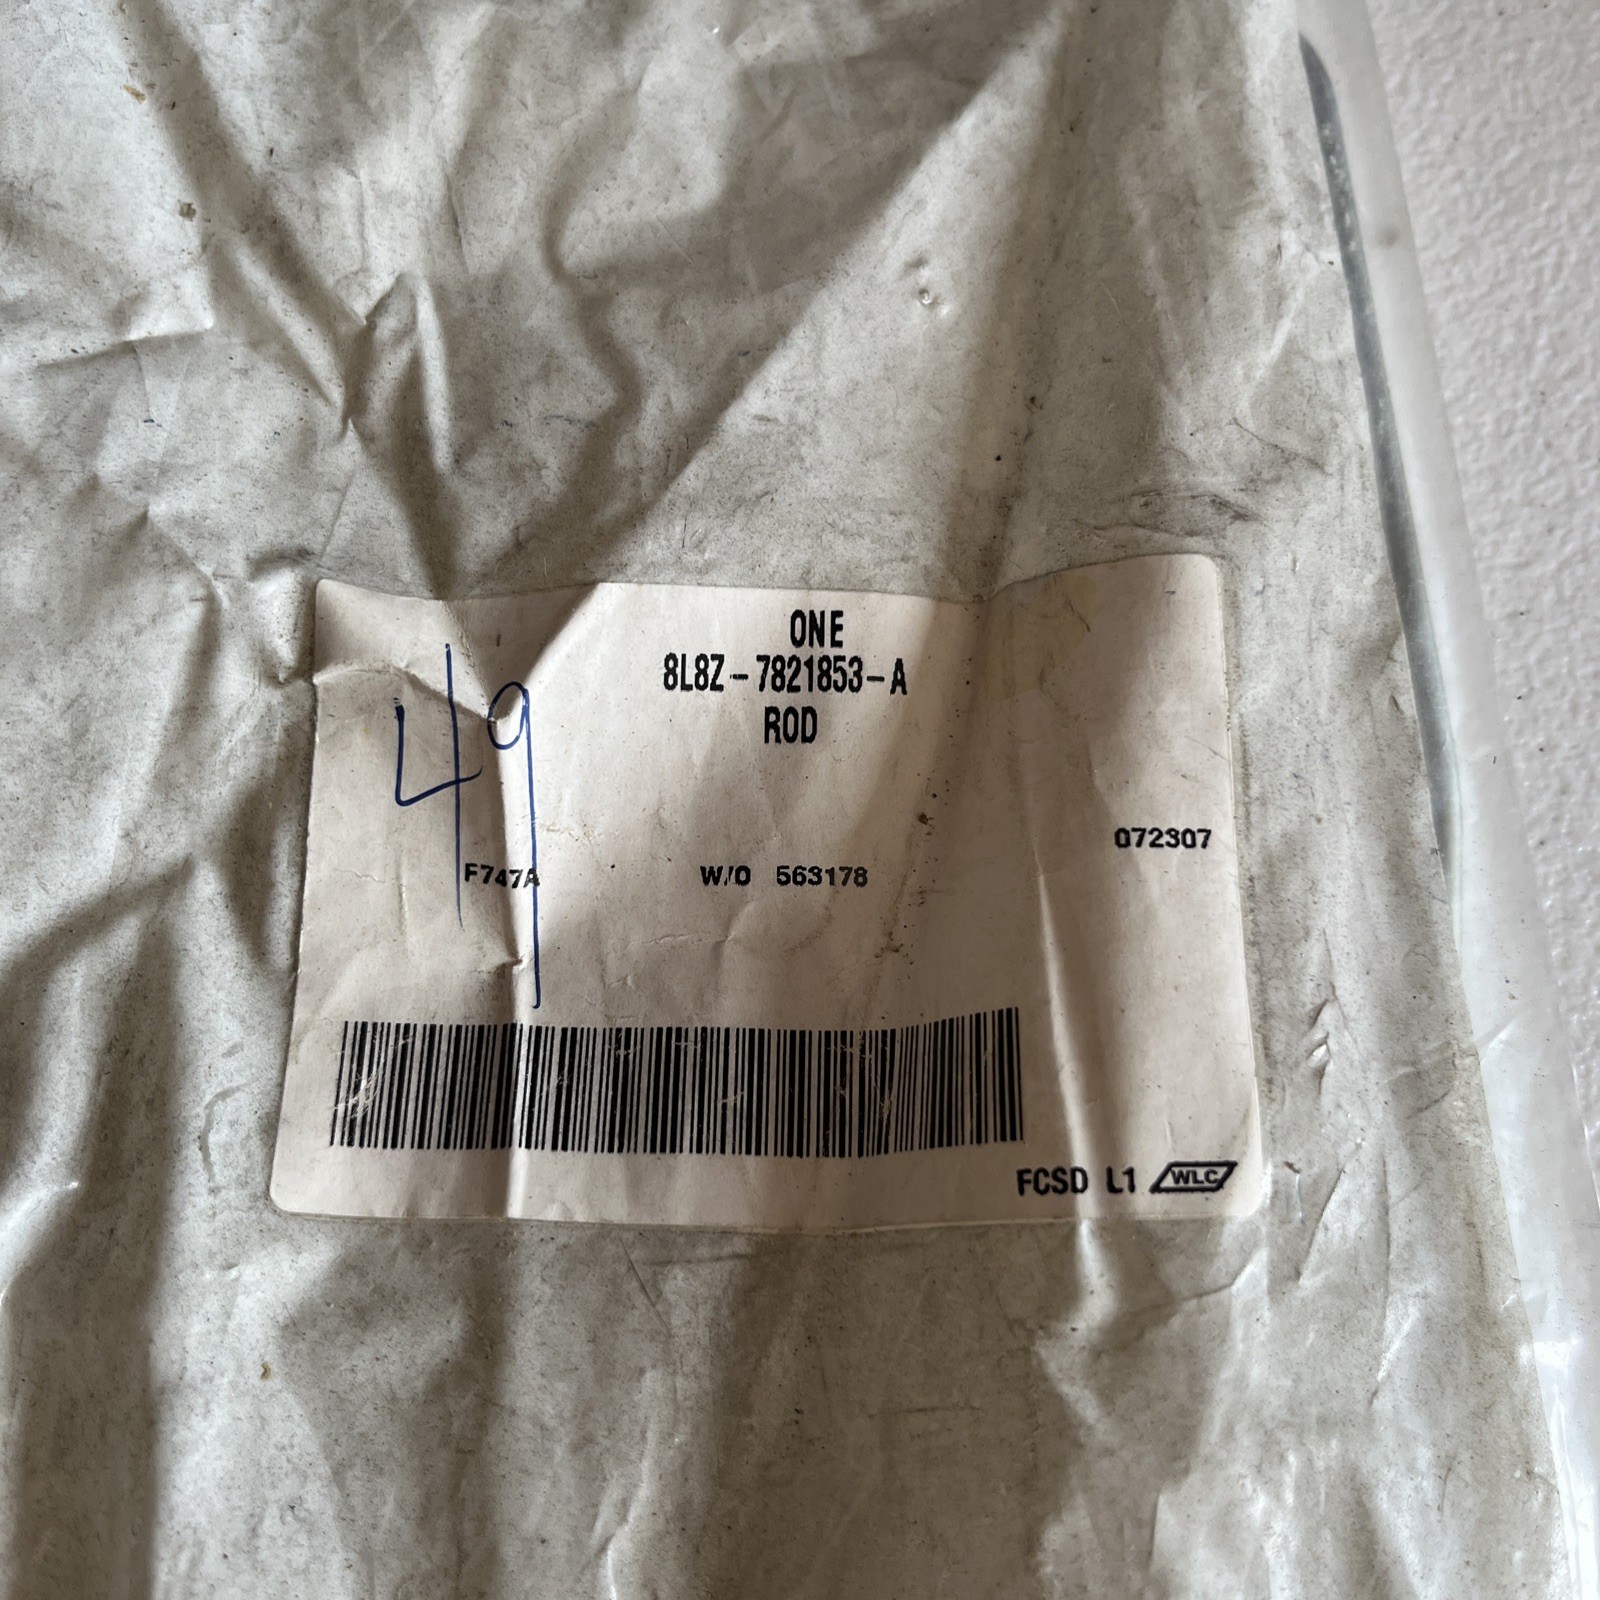 ONE
8L8Z-7821853-A
ROD
49
072307
F747A W/O 563178
FCSD L1 WLC